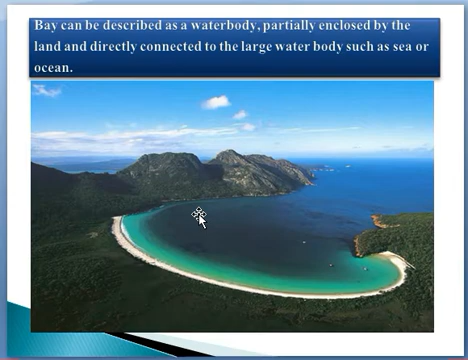 Bay can be described as a waterbody, partially enclosed by the
land and directly connected to the large water body such as sea or
ocean.